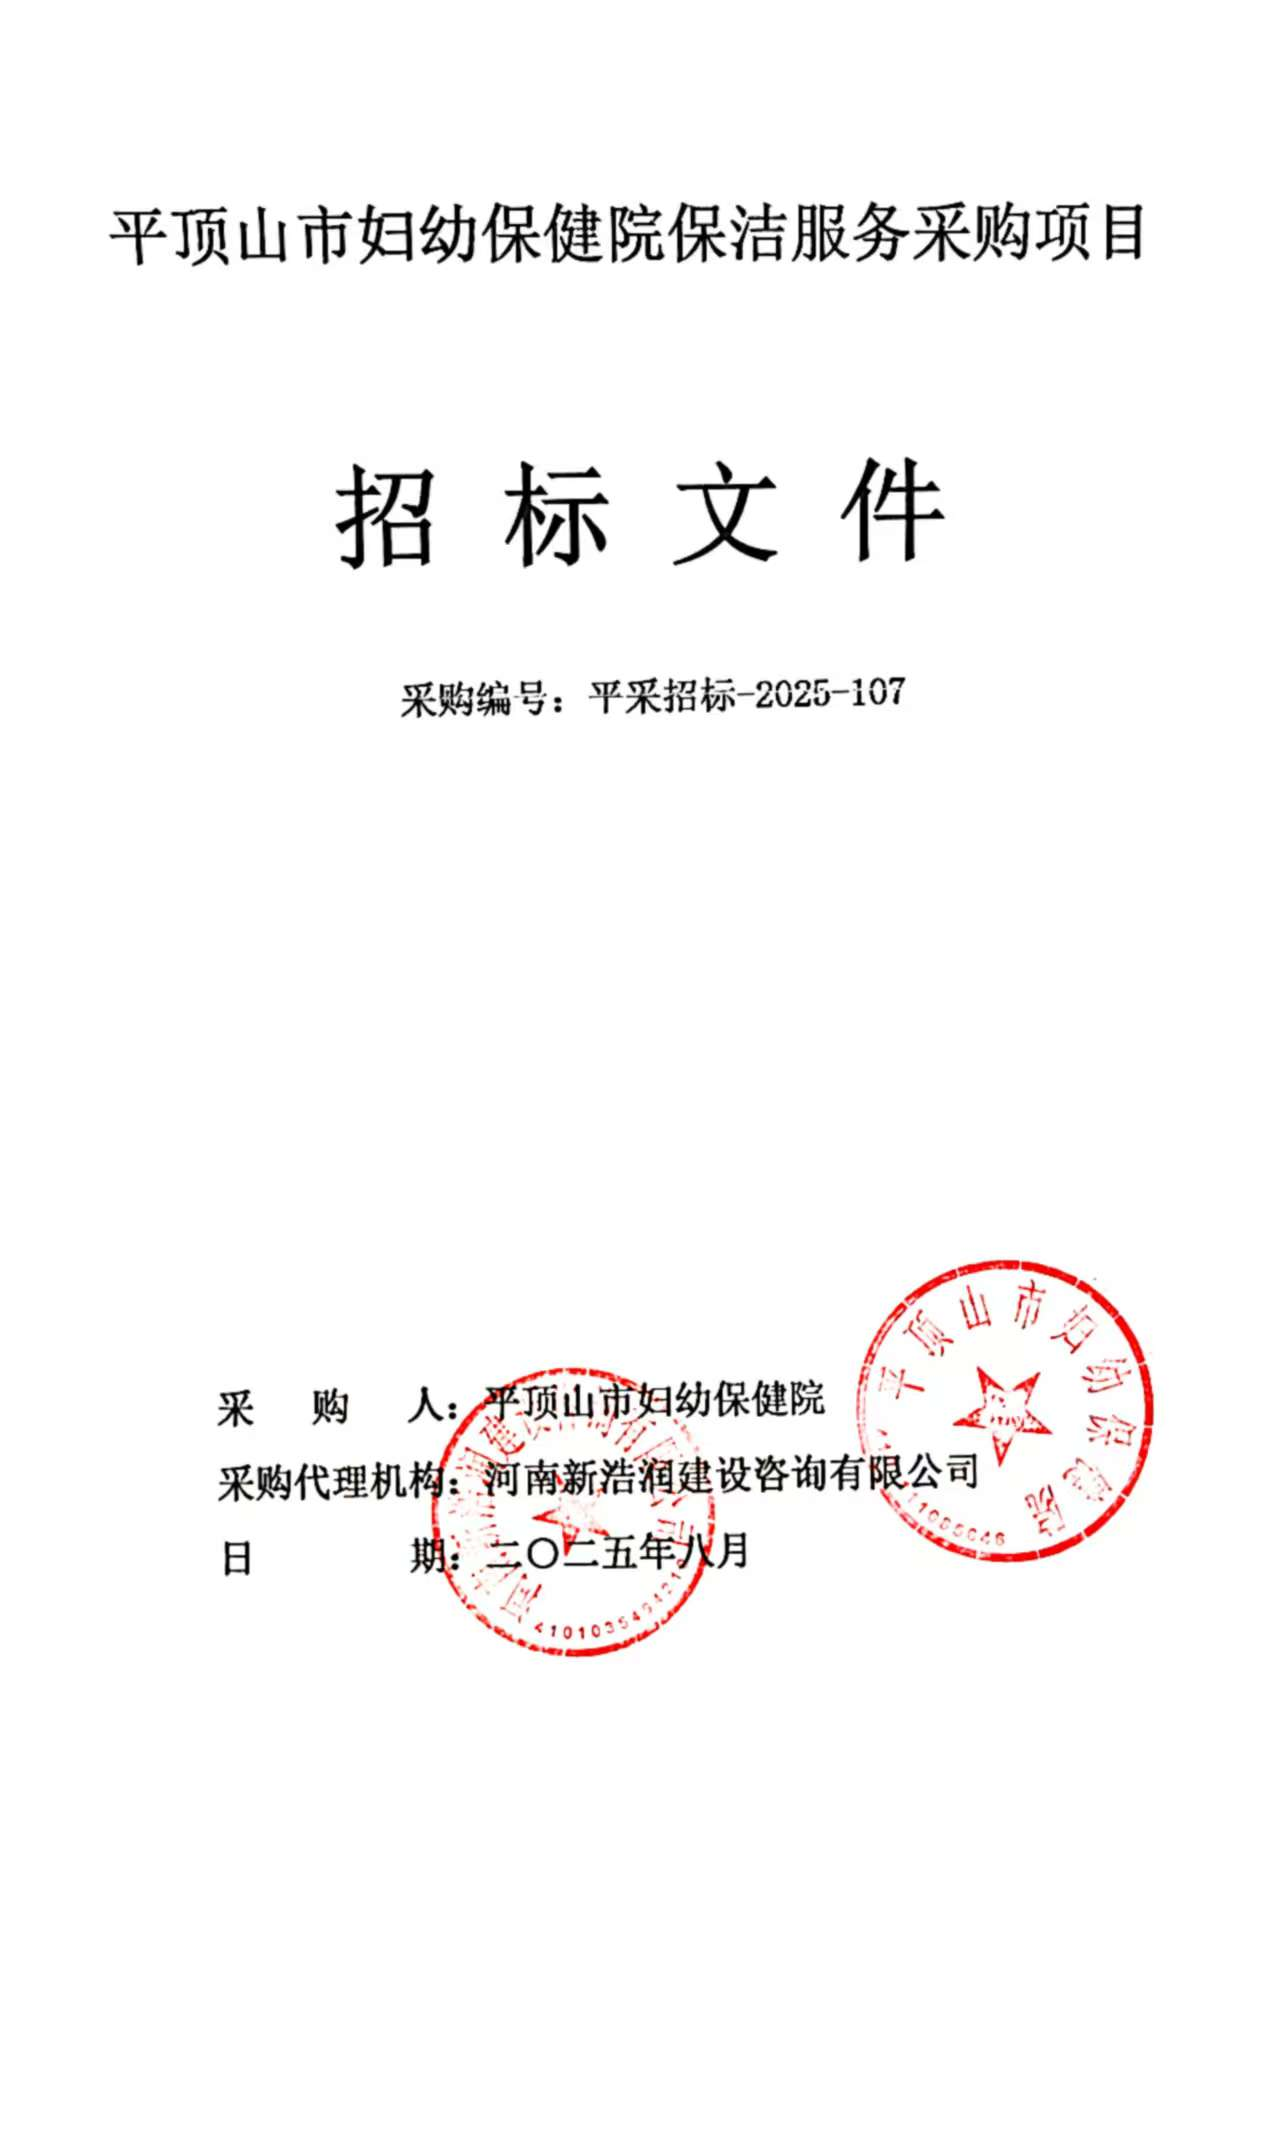 平顶山市妇幼保健院保洁服务采购项目
招标文件
采购编号：平采招标-2025-107
采购人：平顶山市妇幼保健院
采购代理机构：河南新浩润建设咨询有限公司
日期：二〇二五年八月
平顶山市妇幼保健院